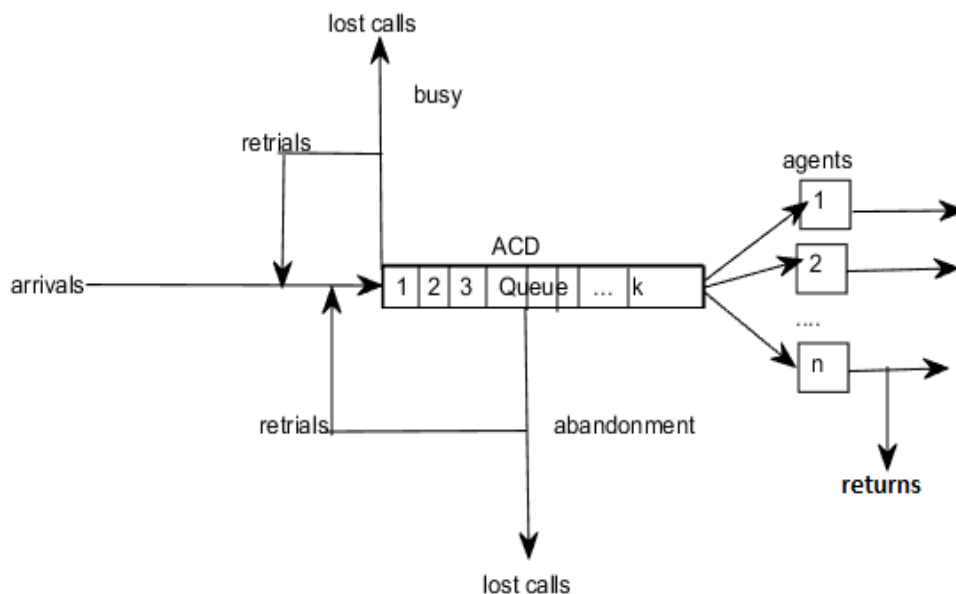 lost calls
busy
retrials
agents
1
ACD
2
arrivals
1 2 3 Queue ... k
....
n
retrials
abandonment
returns
lost calls